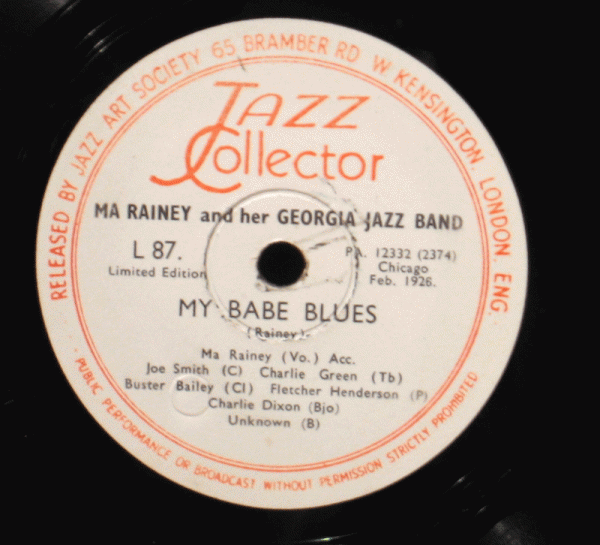 RELEASED BY JAZZ ART SOCIETY 65 BRAMBER RD W KENSINGTON. LONDON. ENG.
Jazz
Collector
MA RAINEY and her GEORGIA JAZZ BAND
L 87.
Limited Edition
PA. 12332 (2374)
Chicago
Feb. 1926.
MY BABE BLUES
(Rainey)
Ma Rainey (Vo.) Acc.
Joe Smith (C) Charlie Green (Tb)
Buster Bailey (Cl) Fletcher Henderson (P)
Charlie Dixon (Bjo)
Unknown (B)
PUBLIC PERFORMANCE OR BROADCAST WITHOUT PERMISSION STRICTLY PROHIBITED